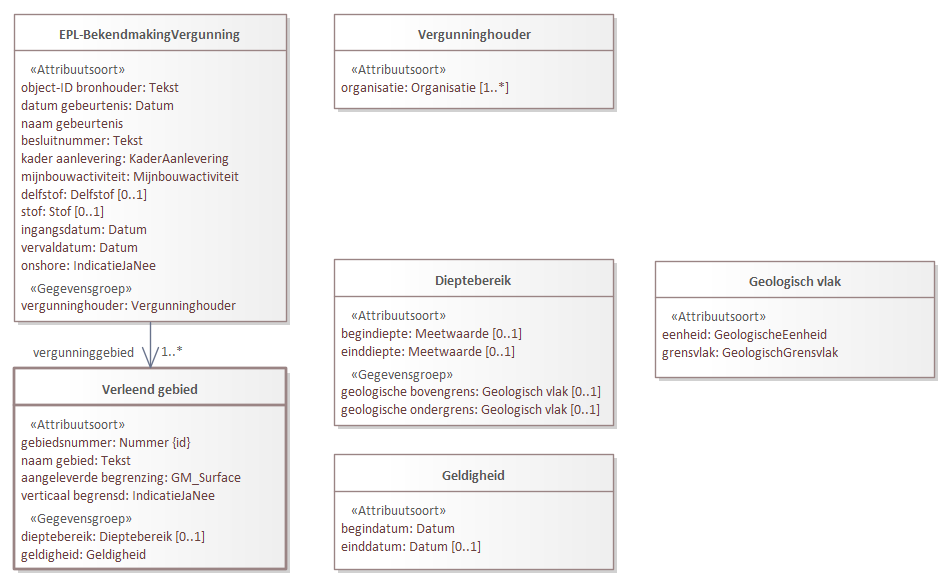 EPL-BekendmakingVergunning
«Attribuutsoort»
object-ID bronhouder: Tekst
datum gebeurtenis: Datum
naam gebeurtenis
besluitnummer: Tekst
kader aanlevering: KaderAanlevering
mijnbouwactiviteit: Mijnbouwactiviteit
delfstof: Delfstof [0..1]
stof: Stof [0..1]
ingangsdatum: Datum
vervaldatum: Datum
onshore: IndicatieJaNee
«Gegevensgroep»
vergunninghouder: Vergunninghouder
vergunninggebied 1..*
Verleend gebied
«Attribuutsoort»
gebiedsnummer: Nummer {id}
naam gebied: Tekst
aangeleverde begrenzing: GM_Surface
verticaal begrensd: IndicatieJaNee
«Gegevensgroep»
dieptebereik: Dieptebereik [0..1]
geldigheid: Geldigheid
Vergunninghouder
«Attribuutsoort»
organisatie: Organisatie [1..*]
Dieptebereik
«Attribuutsoort»
begindiepte: Meetwaarde [0..1]
einddiepte: Meetwaarde [0..1]
«Gegevensgroep»
geologische bovengrens: Geologisch vlak [0..1]
geologische ondergrens: Geologisch vlak [0..1]
Geldigheid
«Attribuutsoort»
begindatum: Datum
einddatum: Datum [0..1]
Geologisch vlak
«Attribuutsoort»
eenheid: GeologischeEenheid
grensvlak: GeologischGrensvlak